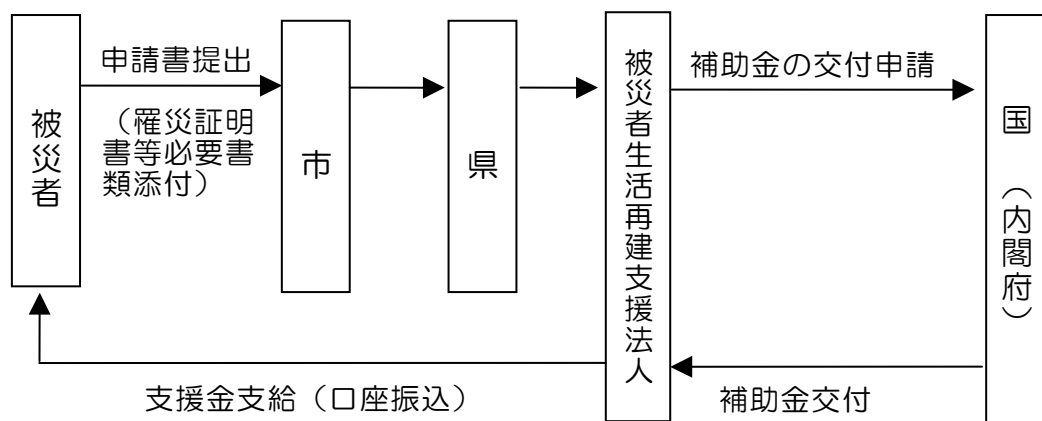 被災者
申請書提出
（罹災証明
書等必要書
類添付）
市
県
被災者生活再建支援法人
補助金の交付申請
国（内閣府）
支援金支給（口座振込）
補助金交付